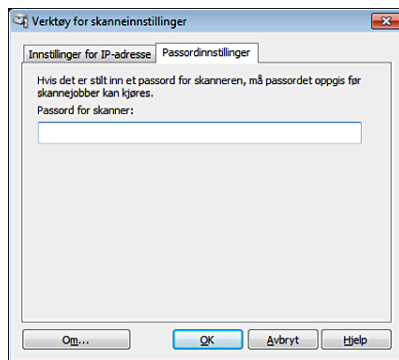 Verktøy for skanneinnstillinger
Innstillinger for IP-adresse
Passordinnstillinger
Hvis det er stilt inn et passord for skanneren, må passordet oppgis før
skannejobber kan kjøres.
Passord for skanner:
Om...
OK
Avbryt
Hjelp